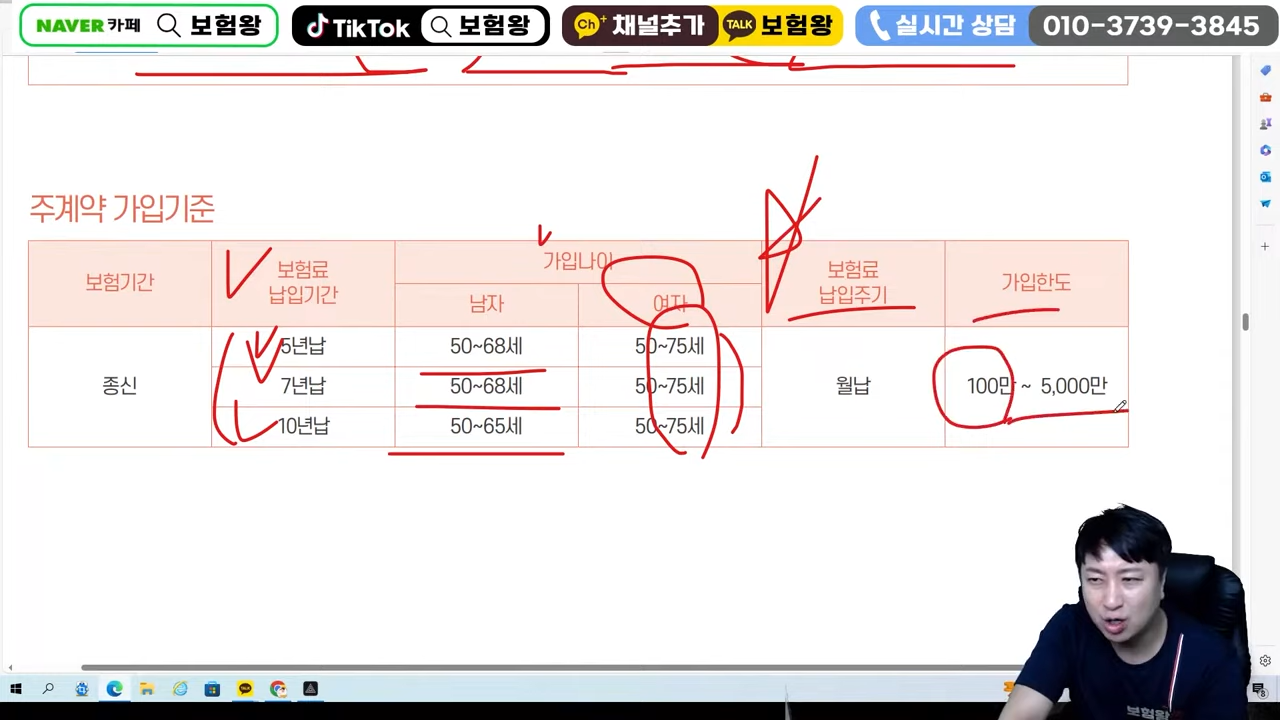 NAVER 카페 보험왕 TikTok 보험왕 Ch+ 채널추가 TALK 보험왕 실시간 상담 010-3739-3845
주계약 가입기준
보험기간 보험료 납입기간 가입나이 보험료 납입주기 가입한도
남자 여자
종신 5년납 50~68세 50~75세 월납 100만 ~ 5,000만
7년납 50~68세 50~75세
10년납 50~65세 50~75세
보험왕